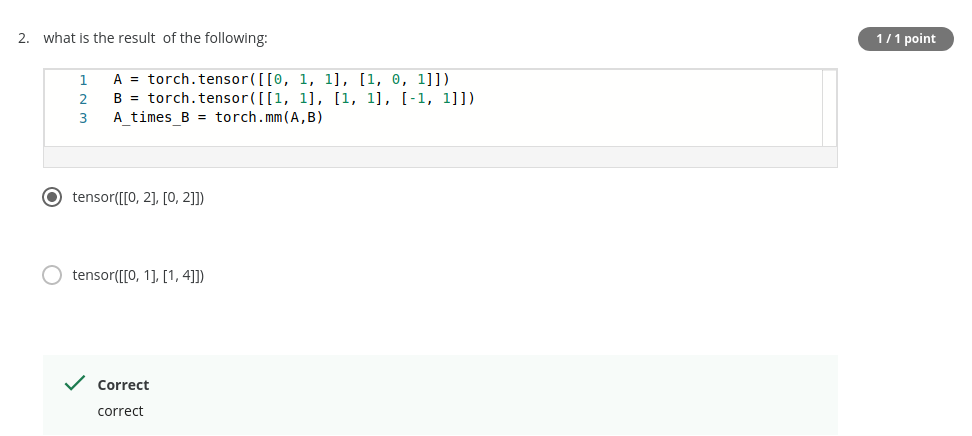 2. what is the result of the following:
1 / 1 point
1 A = torch.tensor([[0, 1, 1], [1, 0, 1]])
2 B = torch.tensor([[1, 1], [1, 1], [-1, 1]])
3 A_times_B = torch.mm(A,B)
tensor([[0, 2], [0, 2]])
tensor([[0, 1], [1, 4]])
Correct
correct